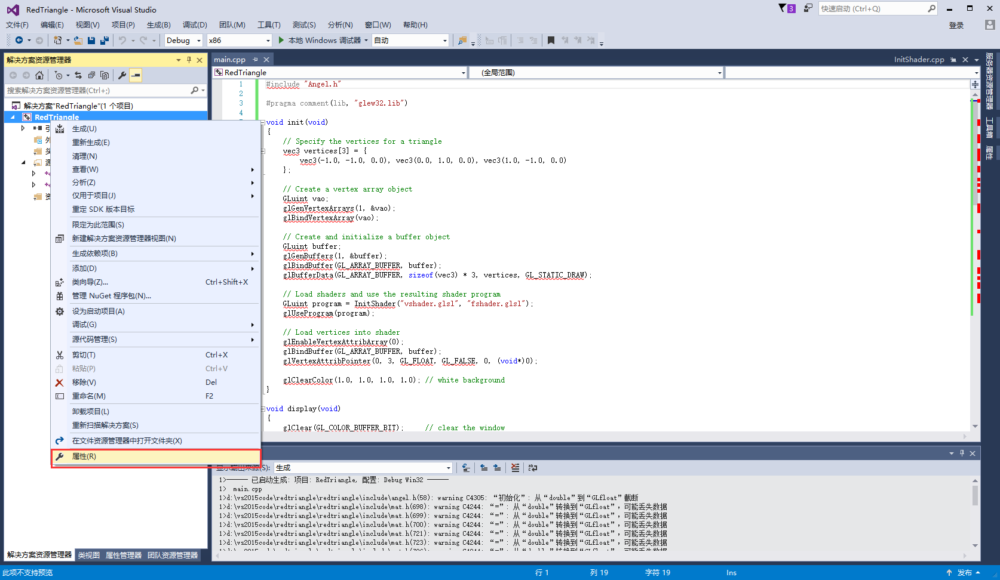 RedTriangle - Microsoft Visual Studio
3
快速启动 (Ctrl+Q)
文件(F) 编辑(E) 视图(V) 项目(P) 生成(B) 调试(D) 团队(M) 工具(T) 测试(S) 分析(N) 窗口(W) 帮助(H)
登录
Debug x86 本地 Windows 调试器 自动
解决方案资源管理器
搜索解决方案资源管理器(Ctrl+;)
解决方案"RedTriangle"(1 个项目)
RedTriangle
引
外
头
源
资
生成(U)
重新生成(E)
清理(N)
查看(W)
分析(Z)
仅用于项目(J)
重定 SDK 版本目标
限定为此范围(S)
新建解决方案资源管理器视图(N)
生成依赖项(B)
添加(D)
类向导(Z)... Ctrl+Shift+X
管理 NuGet 程序包(N)...
设为启动项目(A)
调试(G)
源代码管理(S)
剪切(T) Ctrl+X
粘贴(P) Ctrl+V
移除(V) Del
重命名(M) F2
卸载项目(L)
重新扫描解决方案(S)
在文件资源管理器中打开文件夹(X)
属性(R)
解决方案资源管理器 类视图 属性管理器 团队资源管理器
main.cpp
InitShader.cpp
RedTriangle (全局范围)
1 #include "Angel.h"
2
3 #pragma comment(lib, "glew32.lib")
4
void init(void)
{
// Specify the vertices for a triangle
vec3 vertices[3] = {
vec3(-1.0, -1.0, 0.0), vec3(0.0, 1.0, 0.0), vec3(1.0, -1.0, 0.0)
};
// Create a vertex array object
GLuint vao;
glGenVertexArrays(1, &vao);
glBindVertexArray(vao);
// Create and initialize a buffer object
GLuint buffer;
glGenBuffers(1, &buffer);
glBindBuffer(GL_ARRAY_BUFFER, buffer);
glBufferData(GL_ARRAY_BUFFER, sizeof(vec3) * 3, vertices, GL_STATIC_DRAW);
// Load shaders and use the resulting shader program
GLuint program = InitShader("vshader.glsl", "fshader.glsl");
glUseProgram(program);
// Load vertices into shader
glEnableVertexAttribArray(0);
glBindBuffer(GL_ARRAY_BUFFER, buffer);
glVertexAttribPointer(0, 3, GL_FLOAT, GL_FALSE, 0, (void*)0);
glClearColor(1.0, 1.0, 1.0, 1.0); // white background
}
void display(void)
{
glClear(GL_COLOR_BUFFER_BIT); // clear the window
服务器资源管理器
工具箱
属性
显示输出来源(S): 生成
1>------ 已启动生成: 项目: RedTriangle, 配置: Debug Win32 ------
1> main.cpp
1>d:\vs2015code\redtriangle\redtriangle\include\angel.h(58): warning C4305: “初始化”: 从“double”到“GLfloat”截断
1>d:\vs2015code\redtriangle\redtriangle\include\mat.h(698): warning C4244: “=”: 从“double”转换到“GLfloat”，可能丢失数据
1>d:\vs2015code\redtriangle\redtriangle\include\mat.h(699): warning C4244: “=”: 从“double”转换到“GLfloat”，可能丢失数据
1>d:\vs2015code\redtriangle\redtriangle\include\mat.h(700): warning C4244: “=”: 从“double”转换到“GLfloat”，可能丢失数据
1>d:\vs2015code\redtriangle\redtriangle\include\mat.h(721): warning C4244: “=”: 从“double”转换到“GLfloat”，可能丢失数据
1>d:\vs2015code\redtriangle\redtriangle\include\mat.h(723): warning C4244: “=”: 从“double”转换到“GLfloat”，可能丢失数据
此项不支持预览 行 1 列 19 字符 19 Ins 发布